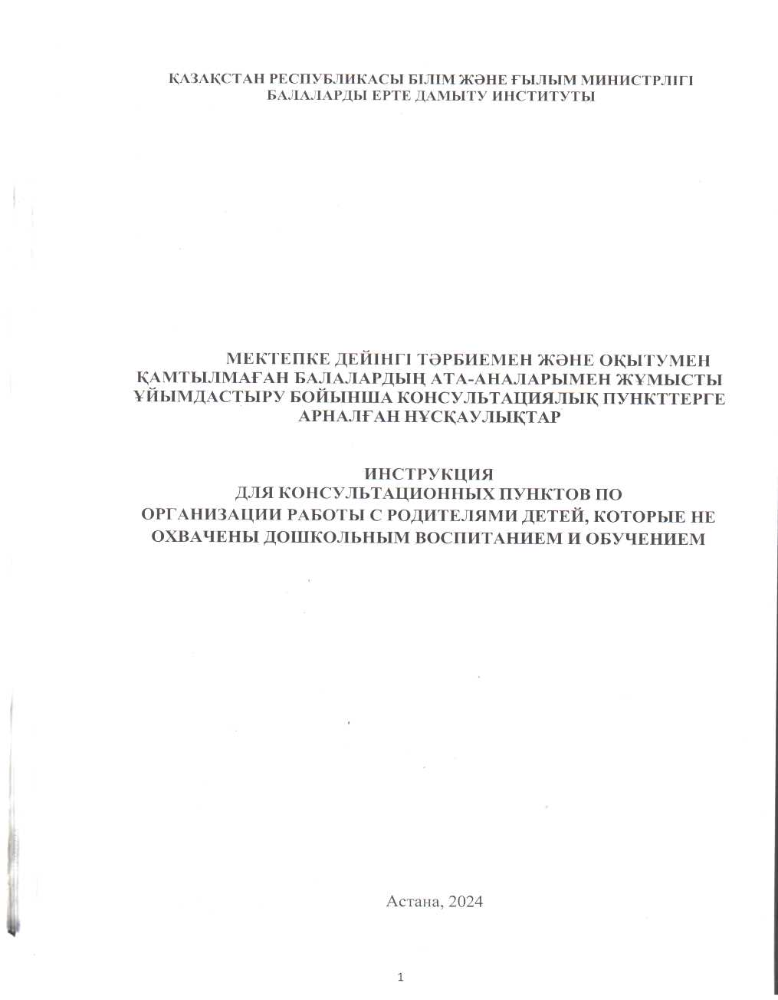 ҚАЗАҚСТАН РЕСПУБЛИКАСЫ БІЛІМ ЖӘНЕ ҒЫЛЫМ МИНИСТРЛІГІ
БАЛАЛАРДЫ ЕРТЕ ДАМЫТУ ИНСТИТУТЫ
МЕКТЕПКЕ ДЕЙІНГІ ТӘРБИЕМЕН ЖӘНЕ ОҚЫТУМЕН
ҚАМТЫЛМАҒАН БАЛАЛАРДЫҢ АТА-АНАЛАРЫМЕН ЖҰМЫСТЫ
ҰЙЫМДАСТЫРУ БОЙЫНША КОНСУЛЬТАЦИЯЛЫҚ ПУНКТТЕРГЕ
АРНАЛҒАН НҰСҚАУЛЫҚТАР
ИНСТРУКЦИЯ
ДЛЯ КОНСУЛЬТАЦИОННЫХ ПУНКТОВ ПО
ОРГАНИЗАЦИИ РАБОТЫ С РОДИТЕЛЯМИ ДЕТЕЙ, КОТОРЫЕ НЕ
ОХВАЧЕНЫ ДОШКОЛЬНЫМ ВОСПИТАНИЕМ И ОБУЧЕНИЕМ
Астана, 2024
1